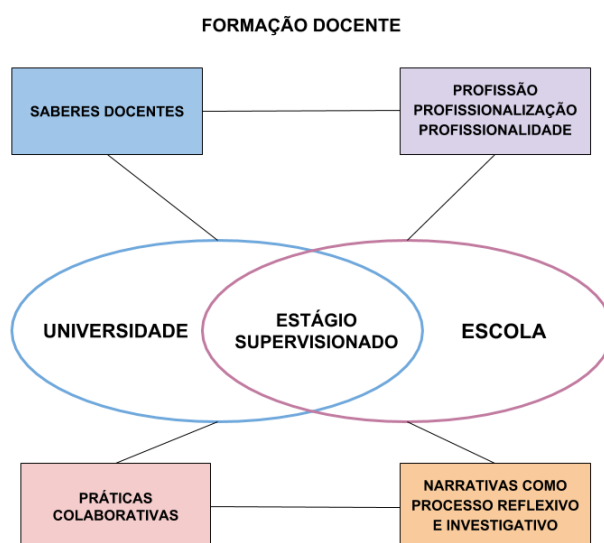 FORMAÇÃO DOCENTE
SABERES DOCENTES
PROFISSÃO
PROFISSIONALIZAÇÃO
PROFISSIONALIDADE
UNIVERSIDADE
ESTÁGIO
SUPERVISIONADO
ESCOLA
PRÁTICAS
COLABORATIVAS
NARRATIVAS COMO
PROCESSO REFLEXIVO
E INVESTIGATIVO